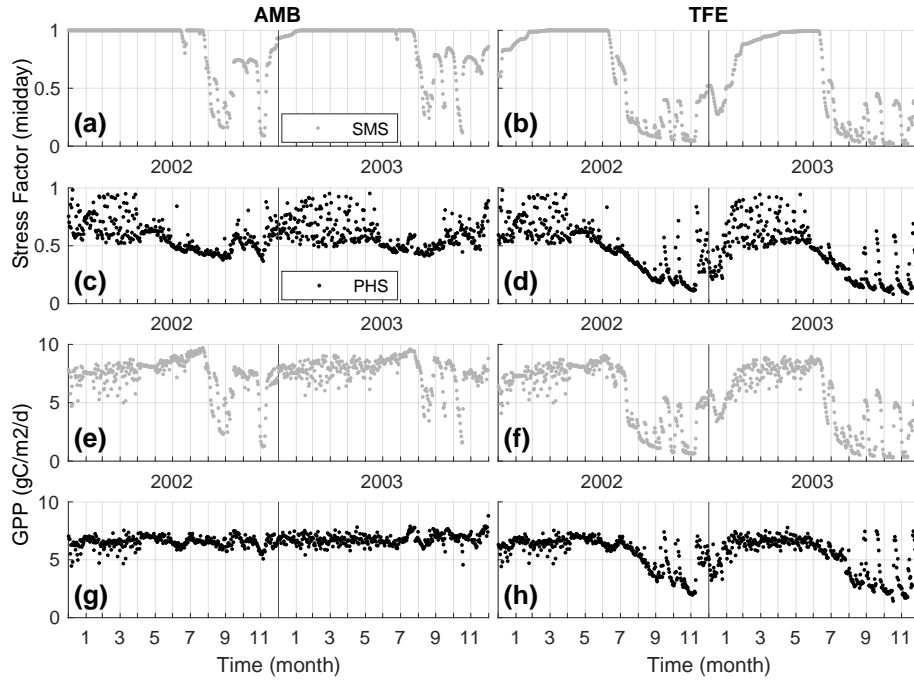 AMB TFE
Stress Factor (midday)
GPP (gC/m2/d)
1
0.5
0
(a)
SMS
(b)
2002 2003 2002 2003
1
0.5
0
(c)
PHS
(d)
2002 2003 2002 2003
10
5
0
(e)
(f)
2002 2003 2002 2003
10
5
0
(g)
(h)
1 3 5 7 9 11 1 3 5 7 9 11 1 3 5 7 9 11 1 3 5 7 9 11
Time (month) Time (month)